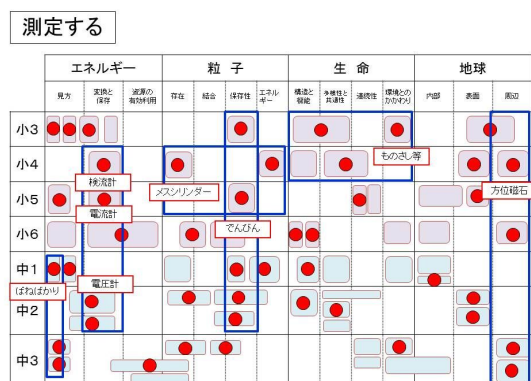 測定する
エネルギー
粒 子
生 命
地球
見方
変換と
保存
資源の
有効利用
存在
結合
保存性
エネル
ギー
構造と
機能
多様性と
共通性
連続性
環境との
かかわり
内部
表面
周辺
小3
小4
ものさし等
検流計
メスシリンダー
方位磁石
小5
電流計
小6
てんびん
中1
ばねばかり
電圧計
中2
中3